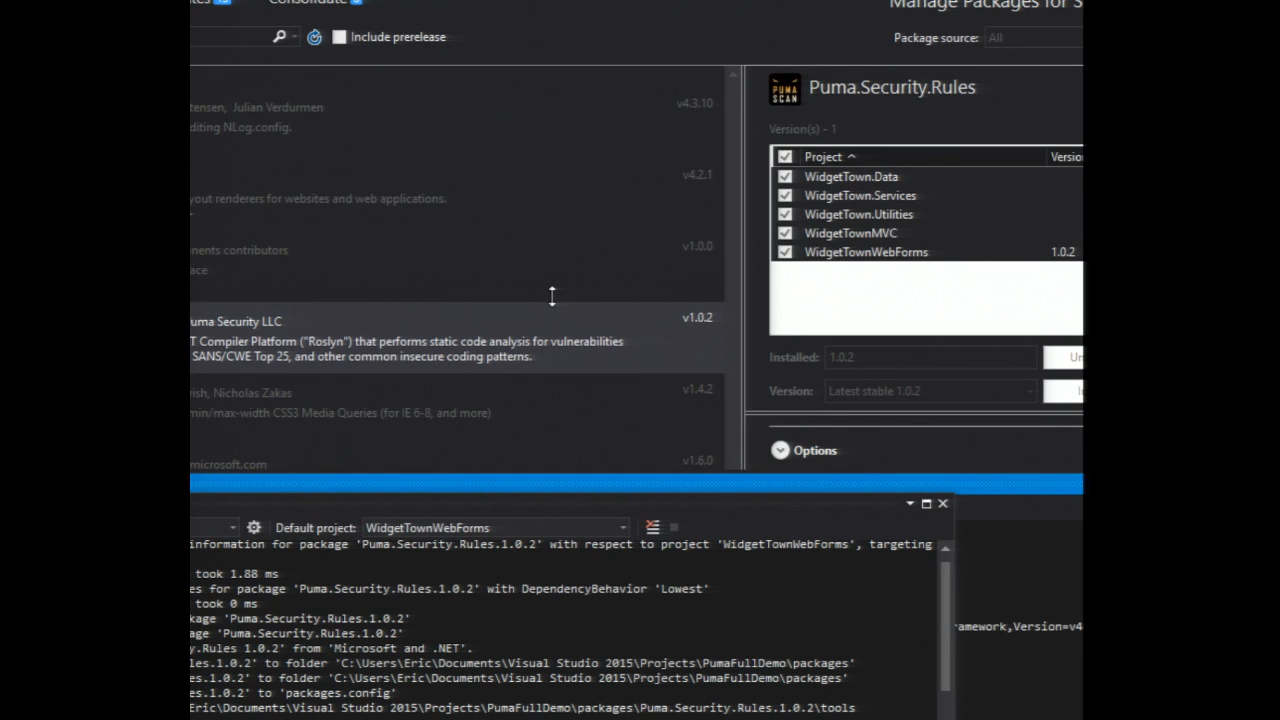 Consolidate
Manage Packages for S
Include prerelease
Package source: All
tensen, Julian Verdurmen
v4.3.10
diting NLog.config.
v4.2.1
yout renderers for websites and web applications.
nents contributors
v1.0.0
ace
uma Security LLC
v1.0.2
T Compiler Platform ("Roslyn") that performs static code analysis for vulnerabilities
SANS/CWE Top 25, and other common insecure coding patterns.
rish, Nicholas Zakas
v1.4.2
min/max-width CSS3 Media Queries (for IE 6-8, and more)
microsoft.com
v1.6.0
PUMA
SCAN
Puma.Security.Rules
Version(s) - 1
Project Versio
WidgetTown.Data
WidgetTown.Services
WidgetTown.Utilities
WidgetTownMVC
WidgetTownWebForms 1.0.2
Installed: 1.0.2 Un
Version: Latest stable 1.0.2
Options
Default project: WidgetTownWebForms
information for package 'Puma.Security.Rules.1.0.2' with respect to project 'WidgetTownWebForms', targeting
took 1.88 ms
es for package 'Puma.Security.Rules.1.0.2' with DependencyBehavior 'Lowest'
took 0 ms
kage 'Puma.Security.Rules.1.0.2'
age 'Puma.Security.Rules.1.0.2'
y.Rules 1.0.2' from 'Microsoft and .NET'.
les.1.0.2' to folder 'C:\Users\Eric\Documents\Visual Studio 2015\Projects\PumaFullDemo\packages'
es.1.0.2' to folder 'C:\Users\Eric\Documents\Visual Studio 2015\Projects\PumaFullDemo\packages'
es.1.0.2' to 'packages.config'
Eric\Documents\Visual Studio 2015\Projects\PumaFullDemo\packages\Puma.Security.Rules.1.0.2\tools
ramework,Version=v4